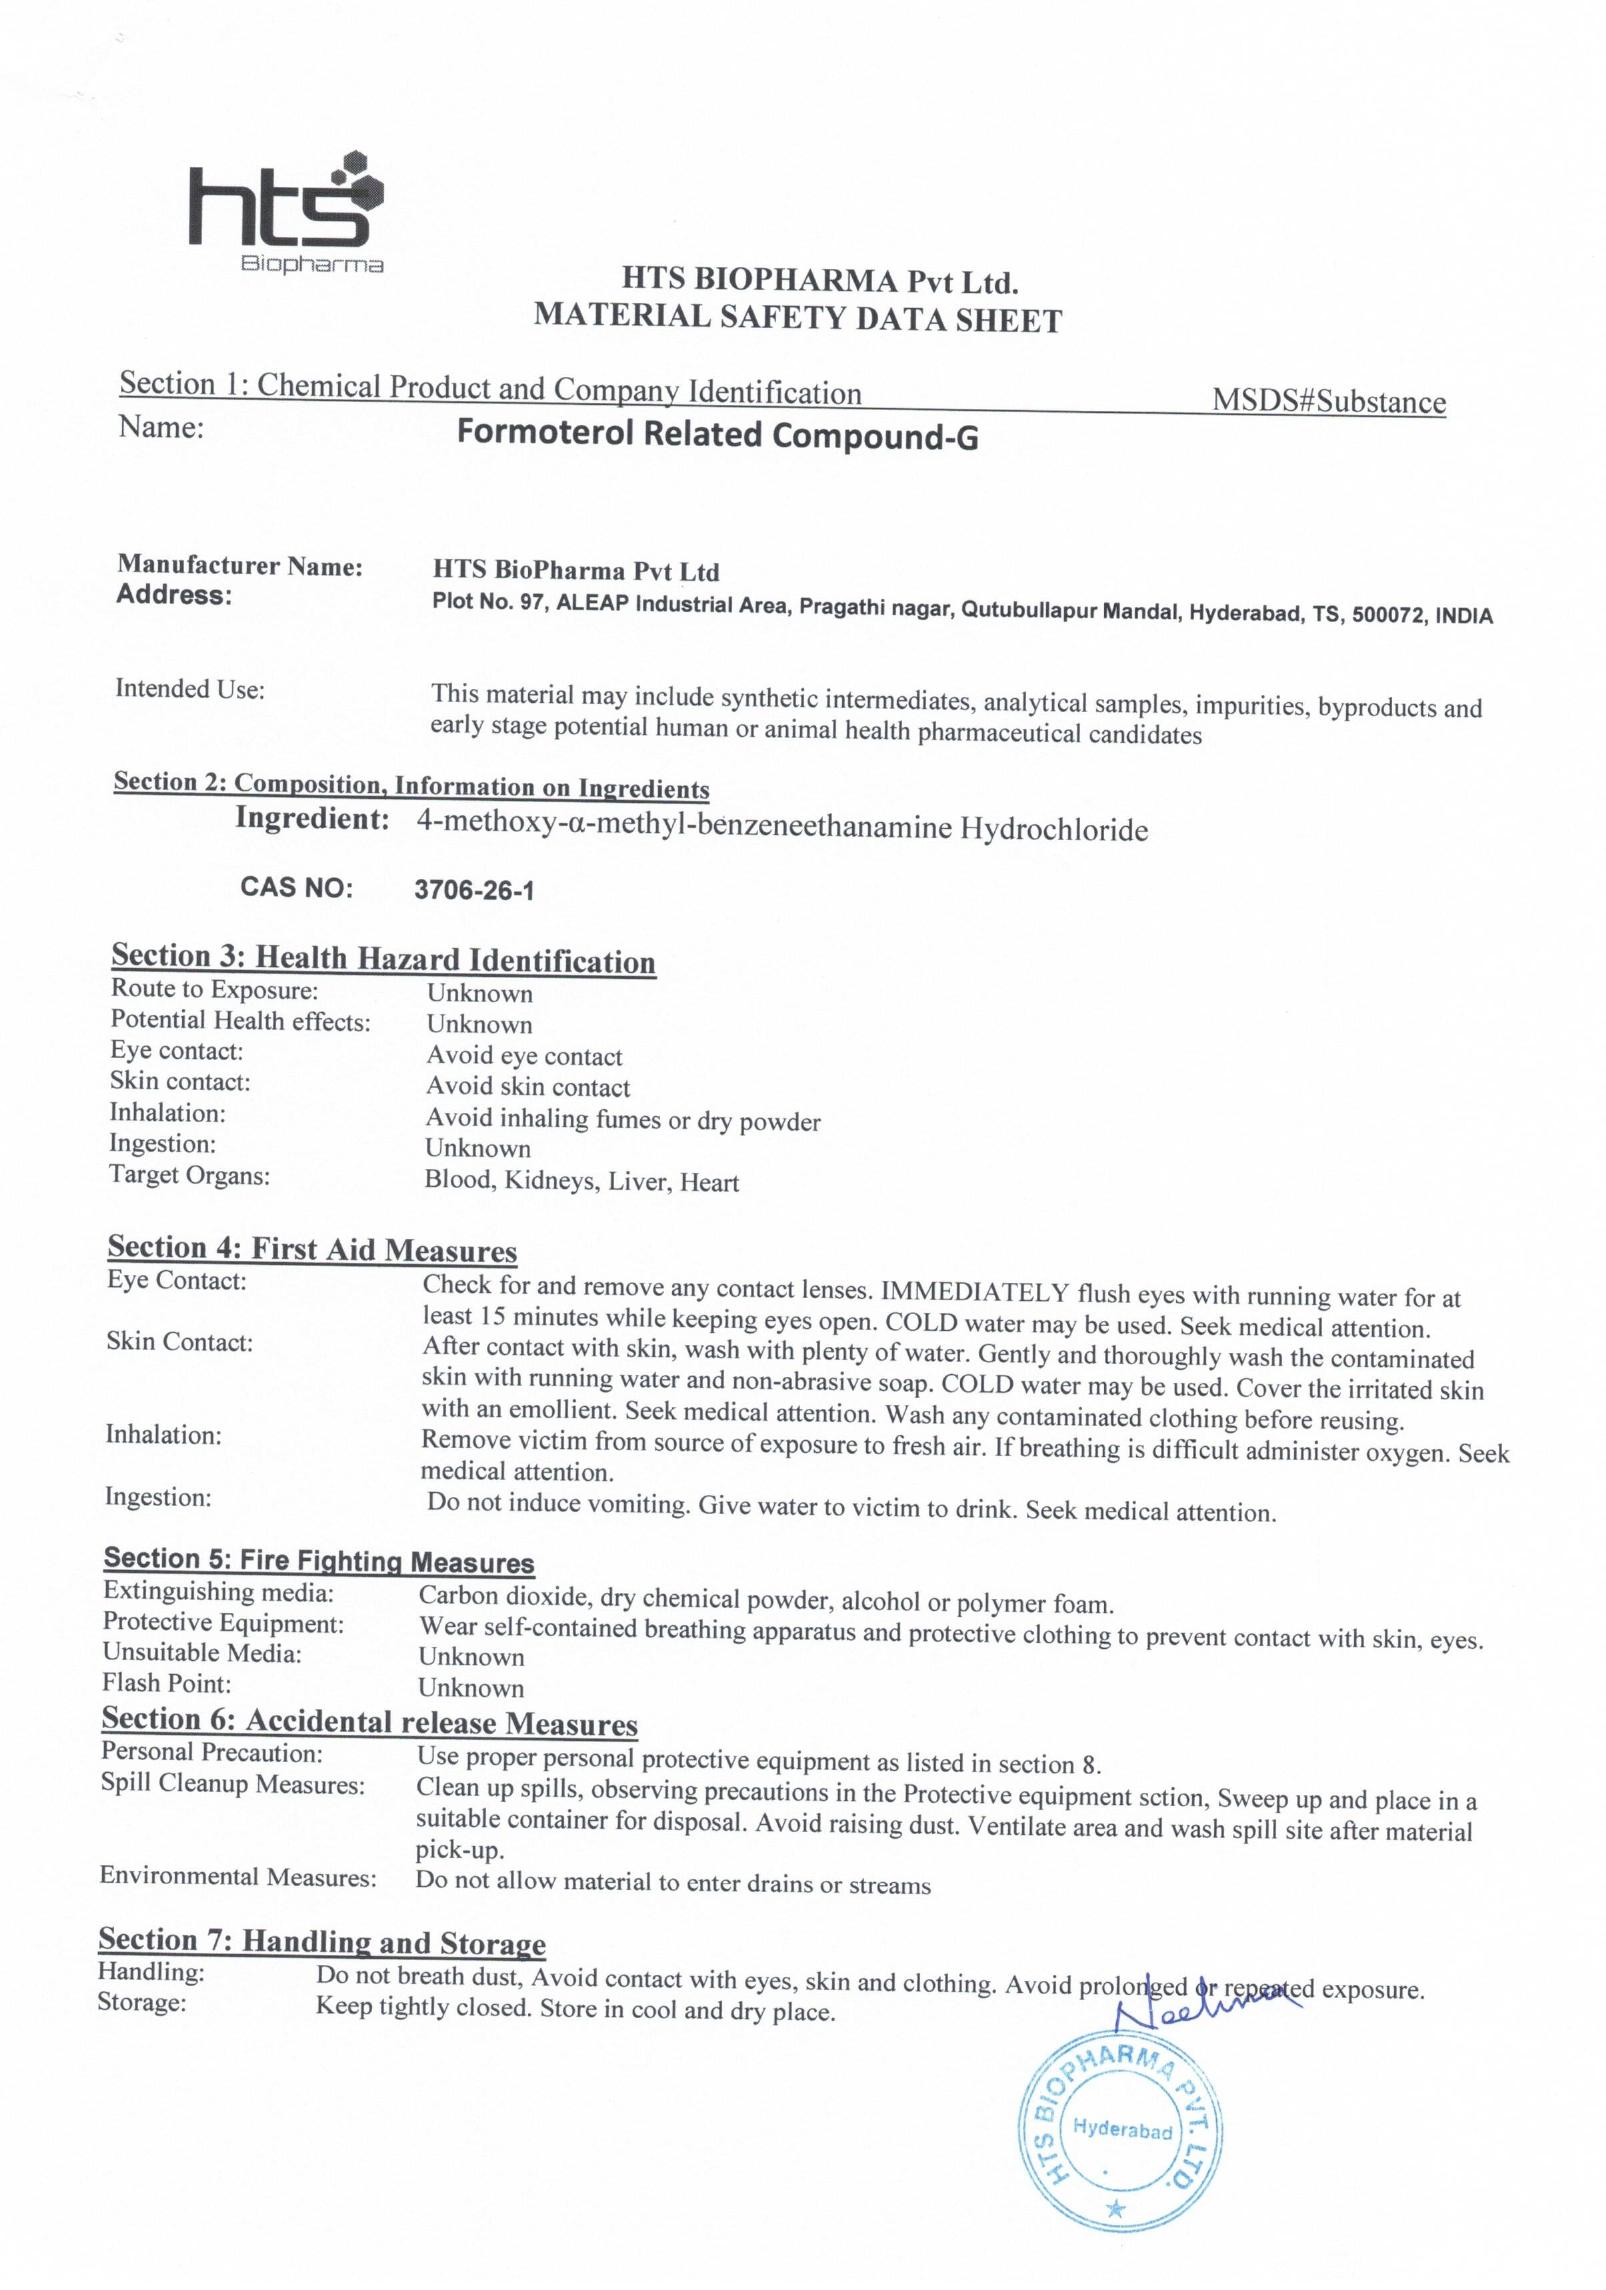 hts
Biopharma
HTS BIOPHARMA Pvt Ltd.
MATERIAL SAFETY DATA SHEET
Section 1: Chemical Product and Company Identification MSDS#Substance
Name: Formoterol Related Compound-G
Manufacturer Name: HTS BioPharma Pvt Ltd
Address: Plot No. 97, ALEAP Industrial Area, Pragathi nagar, Qutubullapur Mandal, Hyderabad, TS, 500072, INDIA
Intended Use: This material may include synthetic intermediates, analytical samples, impurities, byproducts and
early stage potential human or animal health pharmaceutical candidates
Section 2: Composition, Information on Ingredients
Ingredient: 4-methoxy-α-methyl-benzeneethanamine Hydrochloride
CAS NO: 3706-26-1
Section 3: Health Hazard Identification
Route to Exposure: Unknown
Potential Health effects: Unknown
Eye contact: Avoid eye contact
Skin contact: Avoid skin contact
Inhalation: Avoid inhaling fumes or dry powder
Ingestion: Unknown
Target Organs: Blood, Kidneys, Liver, Heart
Section 4: First Aid Measures
Eye Contact: Check for and remove any contact lenses. IMMEDIATELY flush eyes with running water for at
least 15 minutes while keeping eyes open. COLD water may be used. Seek medical attention.
Skin Contact: After contact with skin, wash with plenty of water. Gently and thoroughly wash the contaminated
skin with running water and non-abrasive soap. COLD water may be used. Cover the irritated skin
with an emollient. Seek medical attention. Wash any contaminated clothing before reusing.
Inhalation: Remove victim from source of exposure to fresh air. If breathing is difficult administer oxygen. Seek
medical attention.
Ingestion: Do not induce vomiting. Give water to victim to drink. Seek medical attention.
Section 5: Fire Fighting Measures
Extinguishing media: Carbon dioxide, dry chemical powder, alcohol or polymer foam.
Protective Equipment: Wear self-contained breathing apparatus and protective clothing to prevent contact with skin, eyes.
Unsuitable Media: Unknown
Flash Point: Unknown
Section 6: Accidental release Measures
Personal Precaution: Use proper personal protective equipment as listed in section 8.
Spill Cleanup Measures: Clean up spills, observing precautions in the Protective equipment sction, Sweep up and place in a
suitable container for disposal. Avoid raising dust. Ventilate area and wash spill site after material
pick-up.
Environmental Measures: Do not allow material to enter drains or streams
Section 7: Handling and Storage
Handling: Do not breath dust, Avoid contact with eyes, skin and clothing. Avoid prolonged or repeated exposure.
Storage: Keep tightly closed. Store in cool and dry place.
Neelima
HTS BIOPHARMA PVT. LTD.
Hyderabad